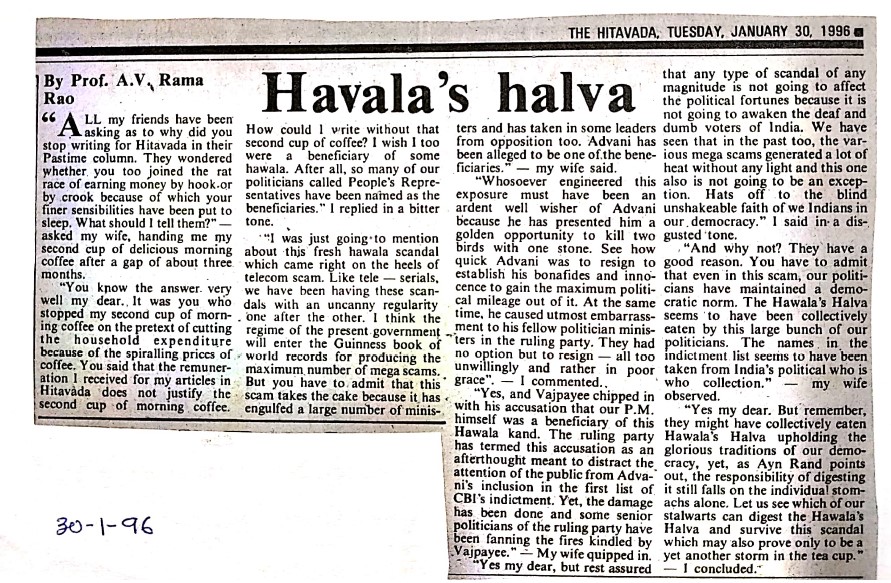 THE HITAVADA, TUESDAY, JANUARY 30, 1996
Havala's halva
By Prof. A.V. Rama
Rao
“ALL my friends have been
asking as to why did you
stop writing for Hitavada in their
Pastime column. They wondered
whether you too joined the rat
race of earning money by hook or
by crook because of which your
finer sensibilities have been put to
sleep. What should I tell them?” —
asked my wife, handing me my
second cup of delicious morning
coffee after a gap of about three
months.
“You know the answer very
well my dear. It was you who
stopped my second cup of morn-
ing coffee on the pretext of cutting
the household expenditure
because of the spiralling prices of
coffee. You said that the remuner-
ation I received for my articles in
Hitavada does not justify the
second cup of morning coffee.
How could I write without that
second cup of coffee? I wish I too
were a beneficiary of some
hawala. After all, so many of our
politicians called People's Repre-
sentatives have been named as the
beneficiaries.” I replied in a bitter
tone.
“I was just going to mention
about this fresh hawala scandal
which came right on the heels of
telecom scam. Like tele — serials,
we have been having these scan-
dals with an uncanny regularity
one after the other. I think the
regime of the present government
will enter the Guinness book of
world records for producing the
maximum number of mega scams.
But you have to admit that this
scam takes the cake because it has
engulfed a large number of minis-
ters and has taken in some leaders
from opposition too. Advani has
been alleged to be one of the bene-
ficiaries.” — my wife said.
“Whosoever engineered this
exposure must have been an
ardent well wisher of Advani
because he has presented him a
golden opportunity to kill two
birds with one stone. See how
quick Advani was to resign to
establish his bonafides and inno-
cence to gain the maximum politi-
cal mileage out of it. At the same
time, he caused utmost embarrass-
ment to his fellow politician minis-
ters in the ruling party. They had
no option but to resign — all too
unwillingly and rather in poor
grace”. — I commented.
“Yes, and Vajpayee chipped in
with his accusation that our P.M.
himself was a beneficiary of this
Hawala kand. The ruling party
has termed this accusation as an
afterthought meant to distract the
attention of the public from Adva-
ni's inclusion in the first list of
CBI's indictment. Yet, the damage
has been done and some senior
politicians of the ruling party have
been fanning the fires kindled by
Vajpayee.” — My wife quipped in.
“Yes my dear, but rest assured
that any type of scandal of any
magnitude is not going to affect
the political fortunes because it is
not going to awaken the deaf and
dumb voters of India. We have
seen that in the past too, the var-
ious mega scams generated a lot of
heat without any light and this one
also is not going to be an excep-
tion. Hats off to the blind
unshakeable faith of we Indians in
our democracy.” I said in a dis-
gusted tone.
“And why not? They have a
good reason. You have to admit
that even in this scam, our politi-
cians have maintained a demo-
cratic norm. The Hawala's Halva
seems to have been collectively
eaten by this large bunch of our
politicians. The names in the
indictment list seems to have been
taken from India's political who is
who collection.” — my wife
observed.
“Yes my dear. But remember,
they might have collectively eaten
Hawala's Halva upholding the
glorious traditions of our demo-
cracy, yet, as Ayn Rand points
out, the responsibility of digesting
it still falls on the individual stom-
achs alone. Let us see which of our
stalwarts can digest the Hawala's
Halva and survive this scandal
which may also prove only to be a
yet another storm in the tea cup.”
— I concluded.
30-1-96